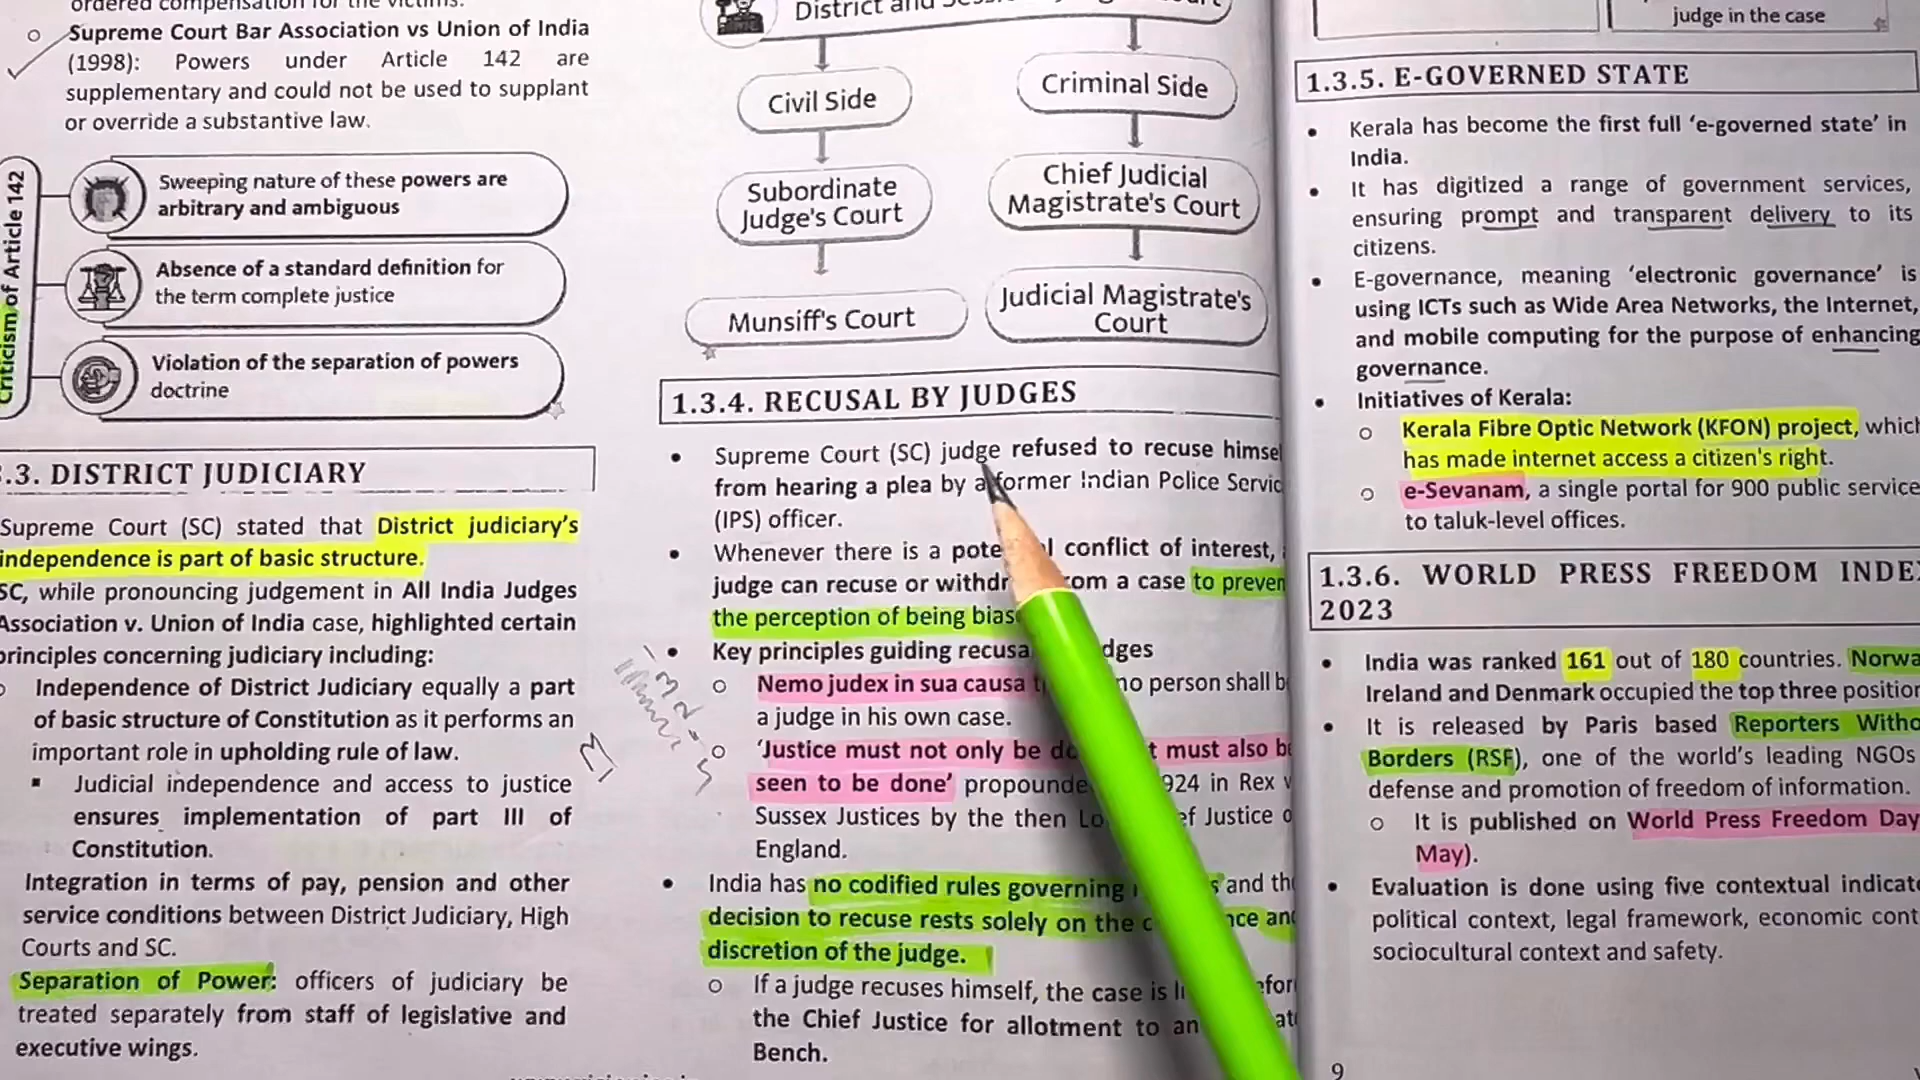 ordered compensation for the victims.
o Supreme Court Bar Association vs Union of India
(1998): Powers under Article 142 are
supplementary and could not be used to supplant
or override a substantive law.
Criticism of Article 142
Sweeping nature of these powers are
arbitrary and ambiguous
Absence of a standard definition for
the term complete justice
Violation of the separation of powers
doctrine
.3. DISTRICT JUDICIARY
Supreme Court (SC) stated that District judiciary's
independence is part of basic structure.
SC, while pronouncing judgement in All India Judges
Association v. Union of India case, highlighted certain
principles concerning judiciary including:
Independence of District Judiciary equally a part
of basic structure of Constitution as it performs an
important role in upholding rule of law.
▪ Judicial independence and access to justice
ensures implementation of part III of
Constitution.
Integration in terms of pay, pension and other
service conditions between District Judiciary, High
Courts and SC.
Separation of Power: officers of judiciary be
treated separately from staff of legislative and
executive wings.
District and
Civil Side
Criminal Side
Subordinate
Judge's Court
Chief Judicial
Magistrate's Court
Munsiff's Court
Judicial Magistrate's
Court
1.3.4. RECUSAL BY JUDGES
• Supreme Court (SC) judge refused to recuse
from hearing a plea by a former Indian Police
(IPS) officer.
• Whenever there is a conflict of interest,
judge can recuse or from a case to
the perception of being
• Key principles guiding
o Nemo judex in sua causa no person shall
a judge in his own case.
o 'Justice must not only be must also
seen to be done' in Rex
Sussex Justices by the then Justice
England.
• India has no codified rules governing and
decision to recuse rests solely on the
discretion of the judge.
o If a judge recuses himself, the case is
the Chief Justice for allotment to
Bench.
judge in the case
1.3.5. E-GOVERNED STATE
• Kerala has become the first full 'e-governed state' in
India.
• It has digitized a range of government services,
ensuring prompt and transparent delivery to its
citizens.
• E-governance, meaning 'electronic governance' is
using ICTs such as Wide Area Networks, the Internet,
and mobile computing for the purpose of enhancing
governance.
• Initiatives of Kerala:
o Kerala Fibre Optic Network (KFON) project, which
has made internet access a citizen's right.
o e-Sevanam, a single portal for 900 public service
to taluk-level offices.
1.3.6. WORLD PRESS FREEDOM
2023
• India was ranked 161 out of 180 countries.
Ireland and Denmark occupied the top three
• It is released by Paris based Reporters
Borders (RSF), one of the world's leading NGOs
defense and promotion of freedom of information.
o It is published on World Press Freedom Day
May).
• Evaluation is done using five contextual
political context, legal framework, economic
sociocultural context and safety.
9